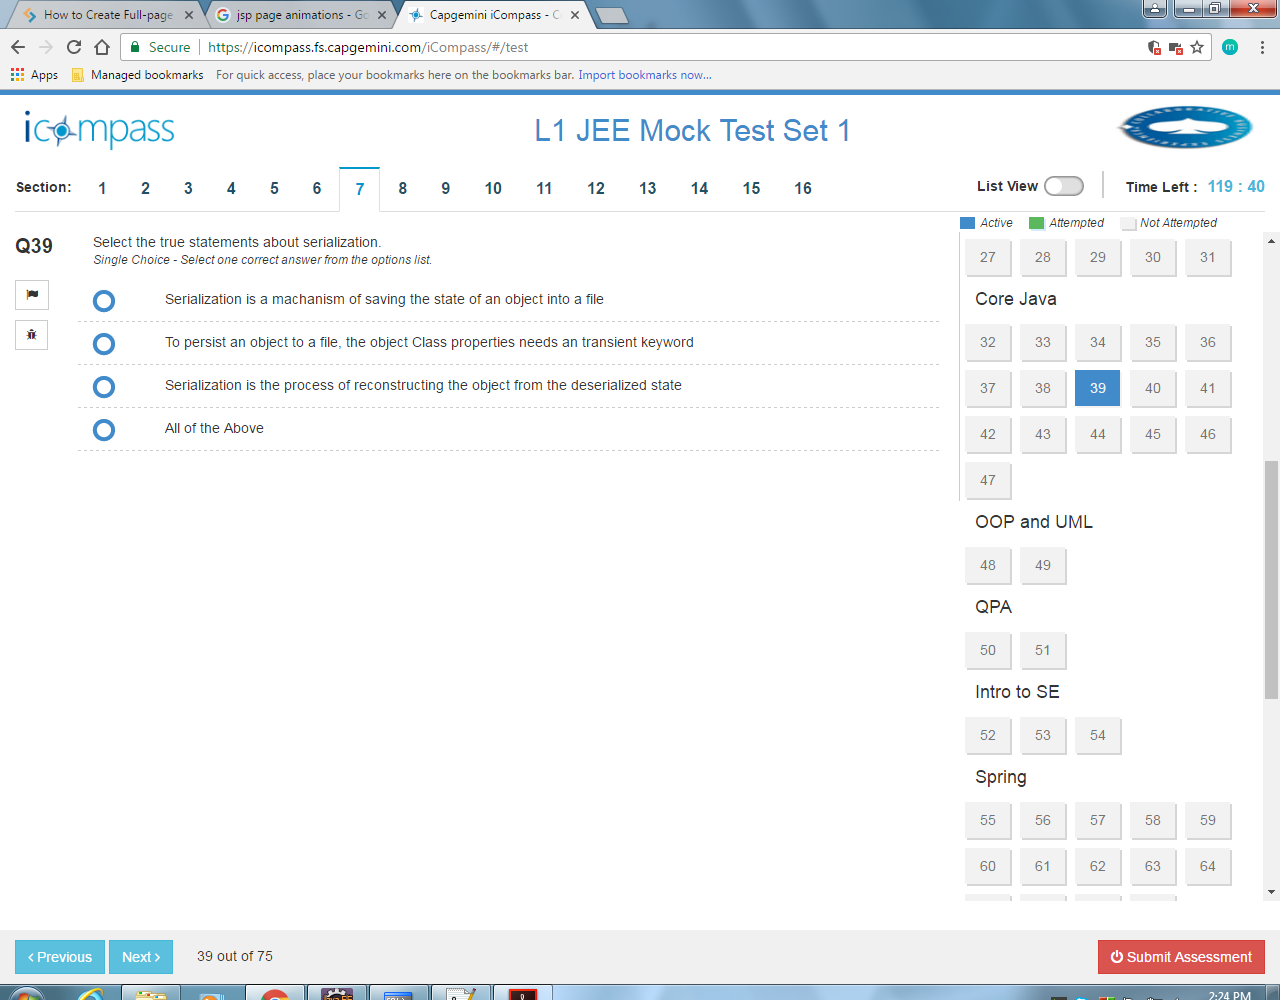 How to Create Full-page
jsp page animations - Go
Capgemini iCompass - C
Secure
https://icompass.fs.capgemini.com/iCompass/#/test
m
Apps
Managed bookmarks
For quick access, place your bookmarks here on the bookmarks bar. Import bookmarks now...
icompass
L1 JEE Mock Test Set 1
Section: 1 2 3 4 5 6 7 8 9 10 11 12 13 14 15 16
List View
Time Left : 119 : 40
Active Attempted Not Attempted
Q39
Select the true statements about serialization.
Single Choice - Select one correct answer from the options list.
Serialization is a machanism of saving the state of an object into a file
To persist an object to a file, the object Class properties needs an transient keyword
Serialization is the process of reconstructing the object from the deserialized state
All of the Above
27 28 29 30 31
Core Java
32 33 34 35 36
37 38 39 40 41
42 43 44 45 46
47
OOP and UML
48 49
QPA
50 51
Intro to SE
52 53 54
Spring
55 56 57 58 59
60 61 62 63 64
Previous
Next
39 out of 75
Submit Assessment
2:24 PM